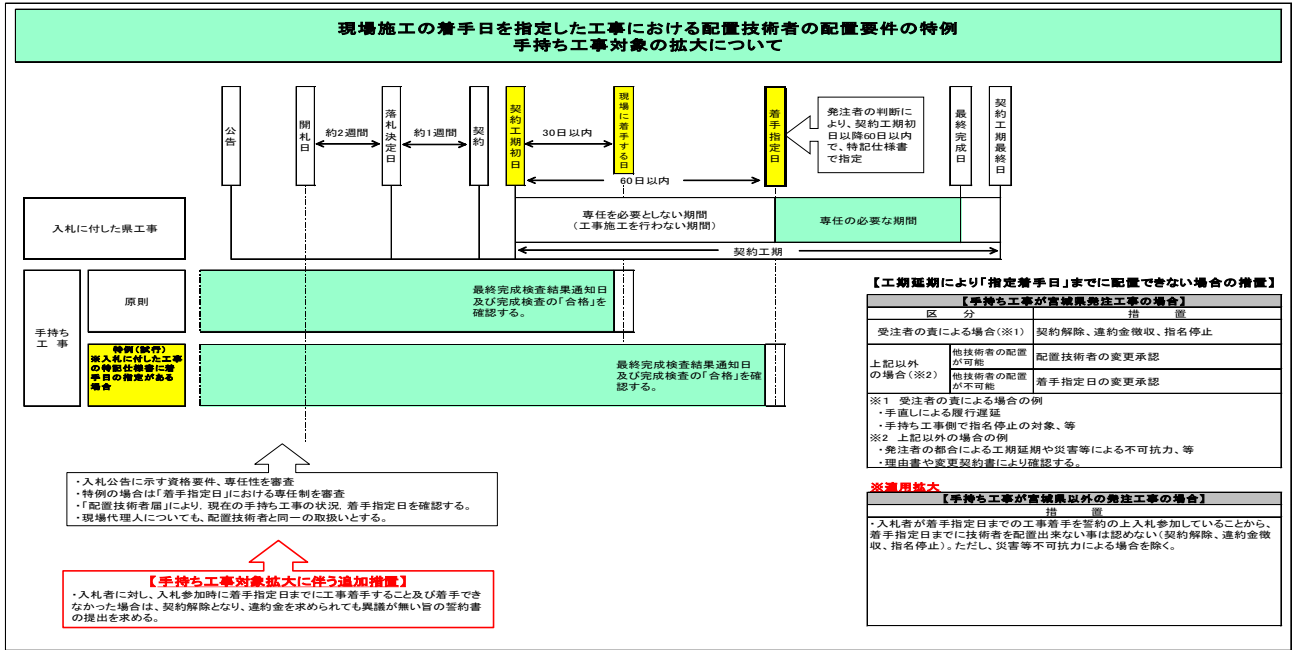 現場施工の着手日を指定した工事における配置技術者の配置要件の特例
手持ち工事対象の拡大について
公告
開札日
約2週間
落札決定日
約1週間
契約
契約工期初日
30日以内
現場に着手する日
60日以内
着手指定日
発注者の判断に
より、契約工期初
日以降60日以内
で、特記仕様書
で指定
最終完成日
契約工期最終日
入札に付した県工事
専任を必要としない期間
(工事施工を行わない期間)
専任の必要な期間
契約工期
手持ち
工 事
原則
最終完成検査結果通知日
及び完成検査の「合格」を
確認する。
特例(試行)
※入札に付した工事
の特記仕様書に着
手日の指定がある
場合
最終完成検査結果通知日
及び完成検査の「合格」を確
認する。
・入札公告に示す資格要件、専任性を審査
・特例の場合は「着手指定日」における専任制を審査
・「配置技術者届」により, 現在の手持ち工事の状況, 着手指定日を確認する。
・現場代理人についても、配置技術者と同一の取扱いとする。
【手持ち工事対象拡大に伴う追加措置】
・入札者に対し、入札参加時に着手指定日までに工事着手すること及び着手でき
なかった場合は、契約解除となり、違約金を求められても異議が無い旨の誓約書
の提出を求める。
【工期延期により「指定着手日」までに配置できない場合の措置】
【手持ち工事が宮城県発注工事の場合】
区 分
措 置
受注者の責による場合(※1)
契約解除、違約金徴収、指名停止
上記以外
の場合(※2)
他技術者の配置
が可能
配置技術者の変更承認
他技術者の配置
が不可能
着手指定日の変更承認
※1 受注者の責による場合の例
・手直しによる履行遅延
・手持ち工事側で指名停止の対象、等
※2 上記以外の場合の例
・発注者の都合による工期延期や災害等による不可抗力、等
・理由書や変更契約書により確認する。
※適用拡大
【手持ち工事が宮城県以外の発注工事の場合】
措 置
・入札者が着手指定日までの工事着手を誓約の上入札参加していることから、
着手指定日までに技術者を配置出来ない事は認めない(契約解除、違約金徴
収、指名停止)。ただし、災害等不可抗力による場合を除く。